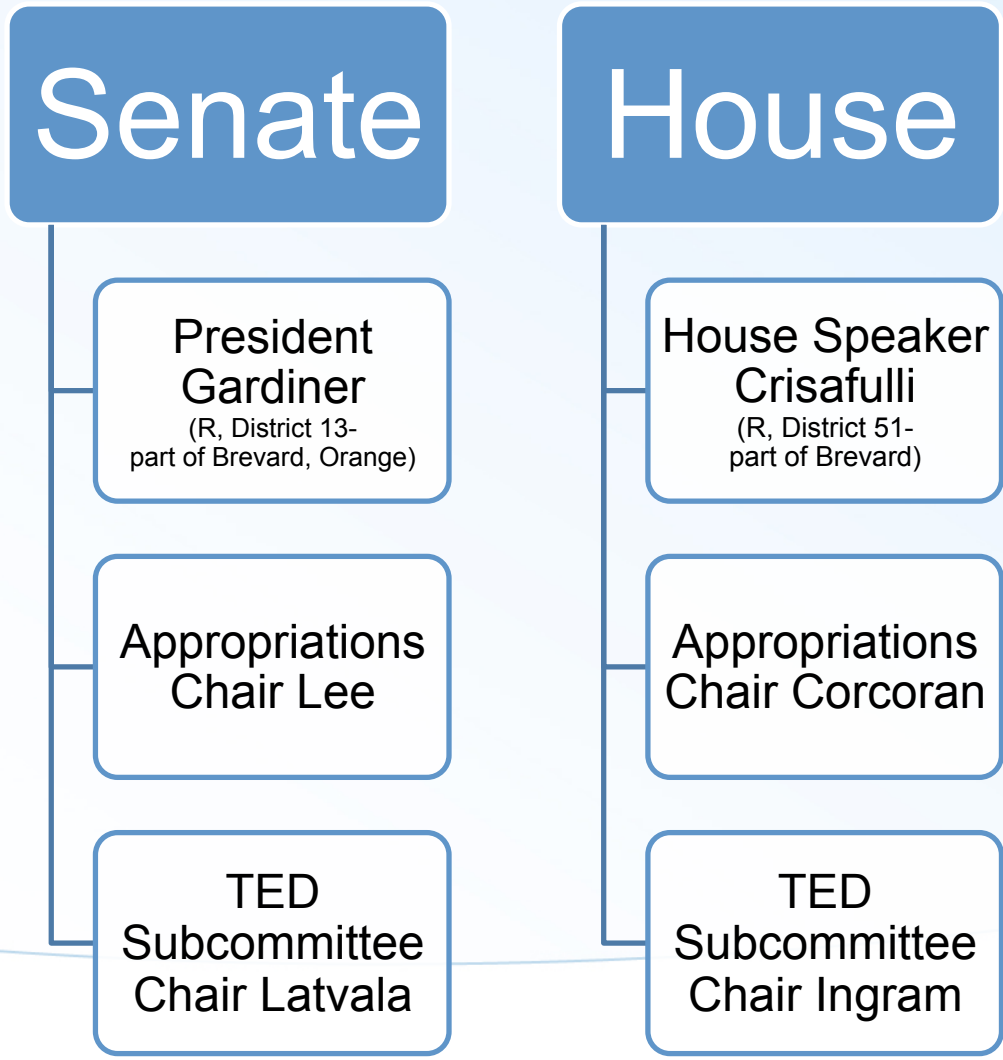 Senate
President
Gardiner
(R, District 13-
part of Brevard, Orange)
Appropriations
Chair Lee
TED
Subcommittee
Chair Latvala
House
House Speaker
Crisafulli
(R, District 51-
part of Brevard)
Appropriations
Chair Corcoran
TED
Subcommittee
Chair Ingram